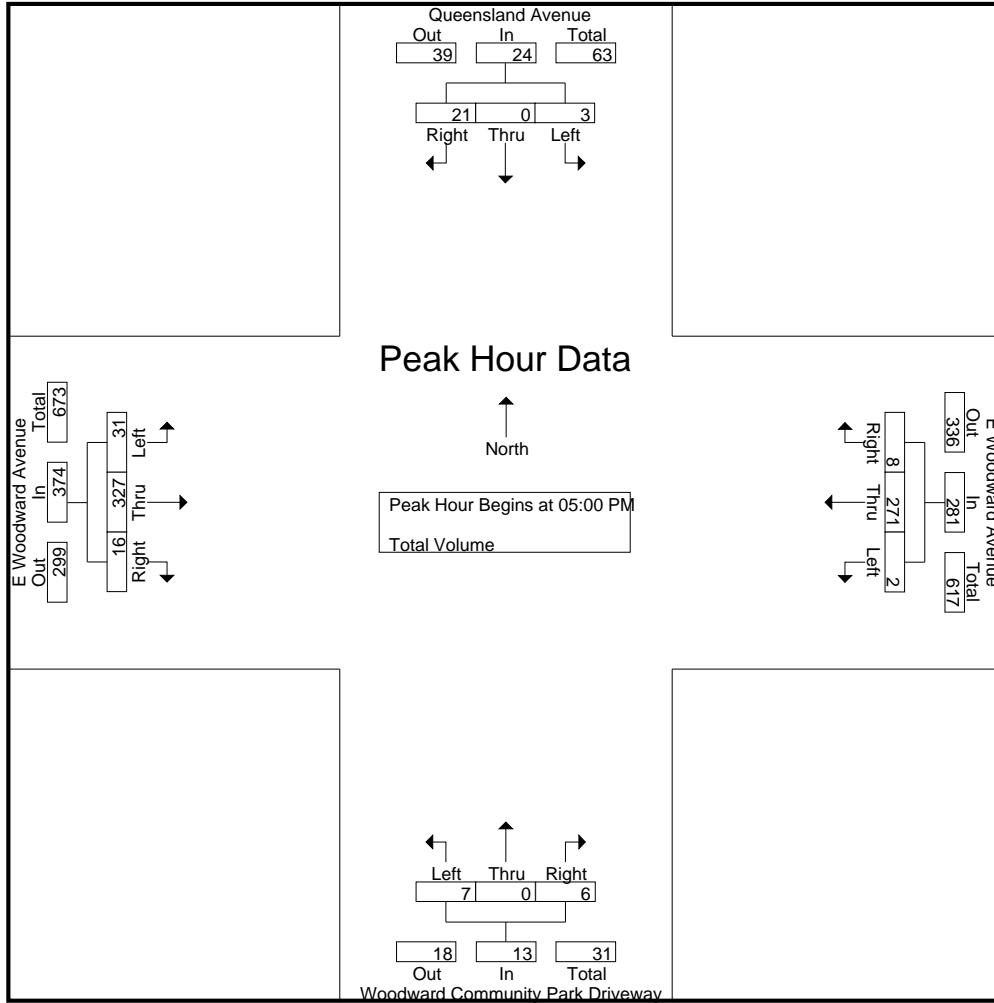 Queensland Avenue
Out In Total
39 24 63
21 0 3
Right Thru Left
Peak Hour Data
North
Peak Hour Begins at 05:00 PM
Total Volume
E Woodward Avenue
Out In Total
299 374 673
31 327 16
Left Thru Right
Right Thru Left
8 271 2
336 281 617
Out In Total
E Woodward Avenue
Left Thru Right
7 0 6
18 13 31
Out In Total
Woodward Community Park Driveway